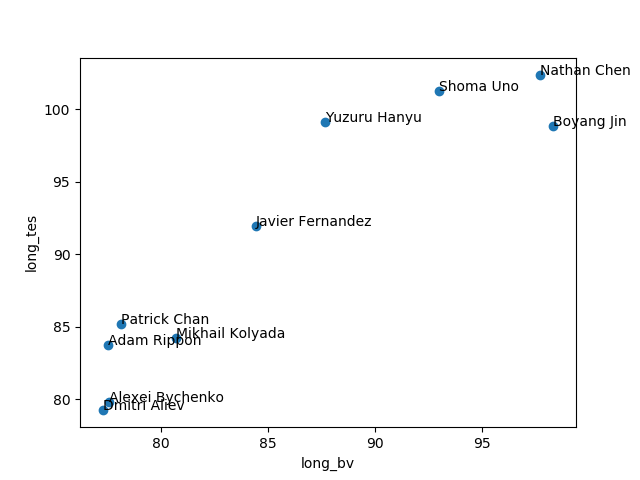 Nathan Chen
Shoma Uno
100
Yuzuru Hanyu
Boyang Jin
95
Javier Fernandez
90
Patrick Chan
85
Mikhail Kolyada
Adam Rippon
80
Alexei Bychenko
Dmitri Aliev
80
85
90
95
long_bv
long_tes